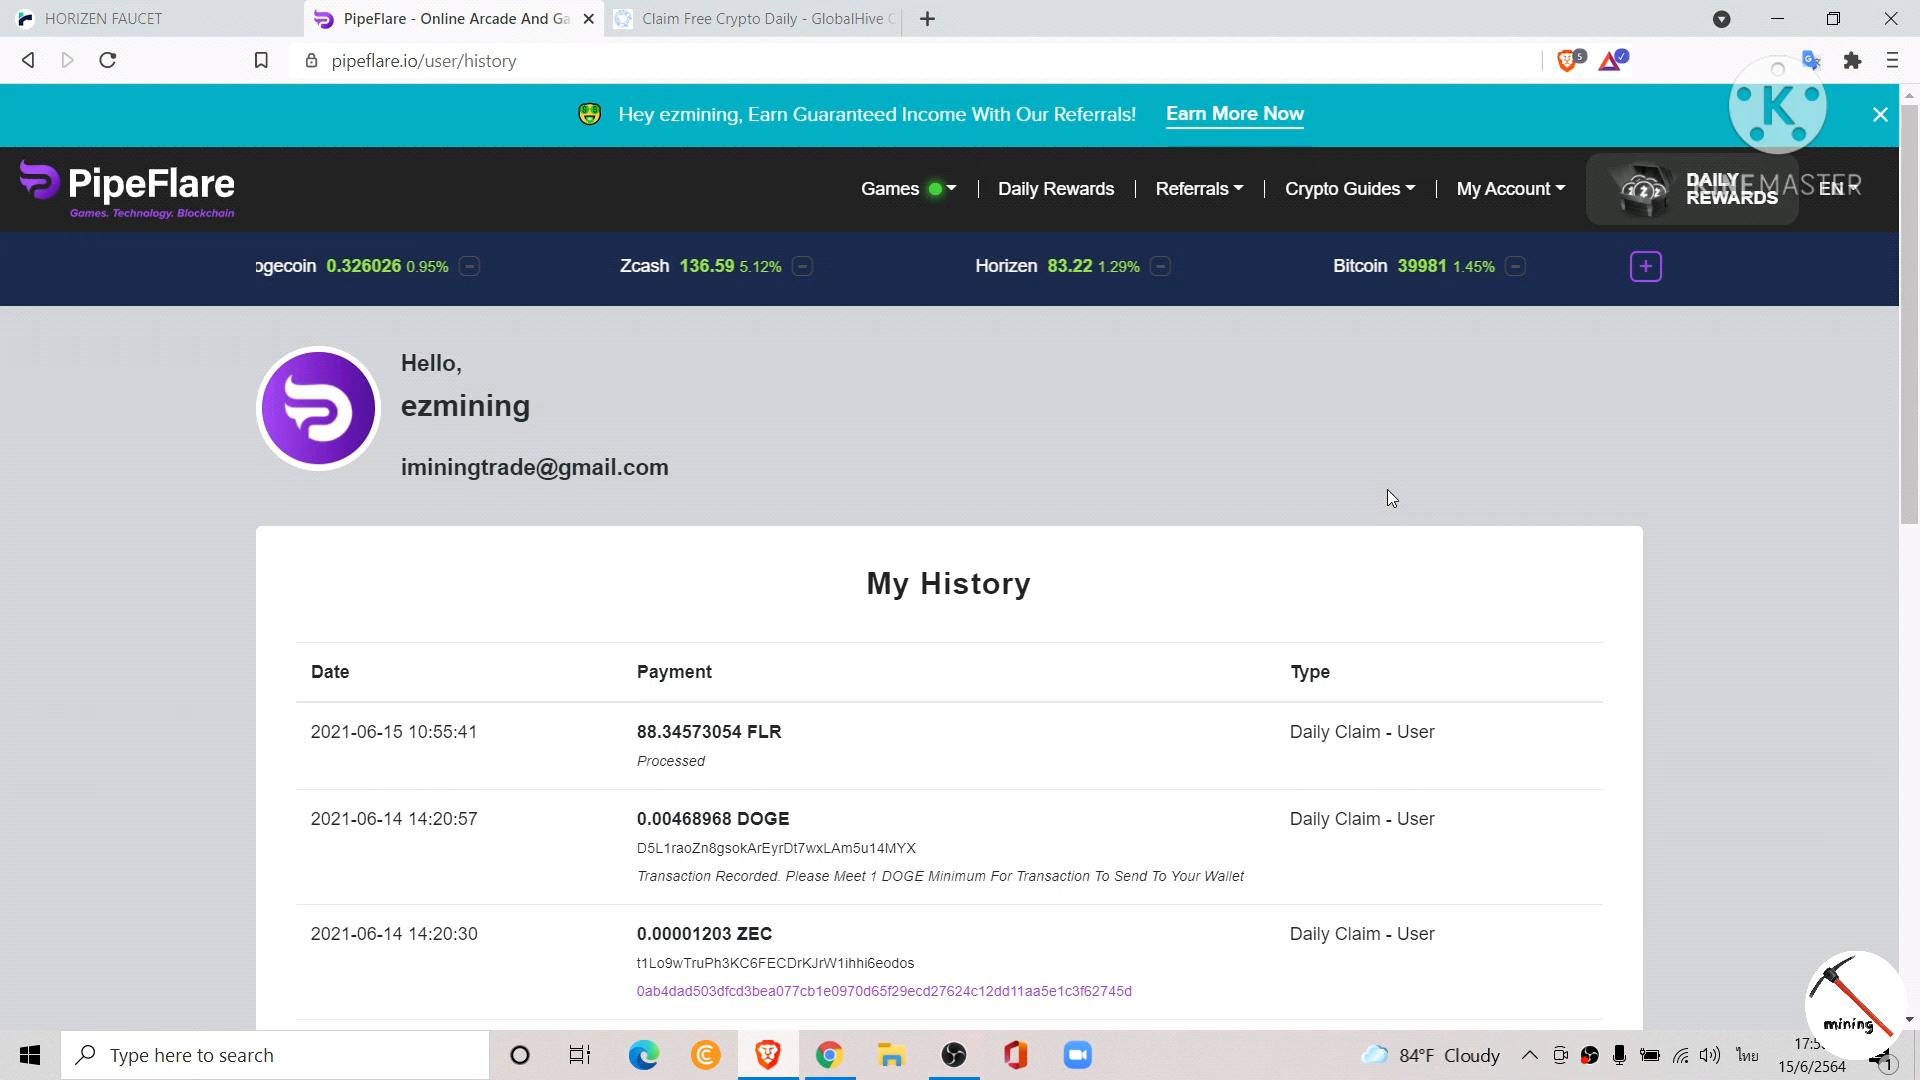 HORIZEN FAUCET
PipeFlare - Online Arcade And Ga
Claim Free Crypto Daily - GlobalHive C
pipeflare.io/user/history
5
Hey ezmining, Earn Guaranteed Income With Our Referrals! Earn More Now
K
PipeFlare
Games. Technology. Blockchain
Games
Daily Rewards
Referrals
Crypto Guides
My Account
DAILY
REWARDS
EN
ogecoin 0.326026 0.95%
Zcash 136.59 5.12%
Horizen 83.22 1.29%
Bitcoin 39981 1.45%
Hello,
ezmining
iminingtrade@gmail.com
My History
Date Payment Type
2021-06-15 10:55:41 88.34573054 FLR Daily Claim - User
Processed
2021-06-14 14:20:57 0.00468968 DOGE Daily Claim - User
D5L1raoZn8gsokArEyrDt7wxLAm5u14MYX
Transaction Recorded. Please Meet 1 DOGE Minimum For Transaction To Send To Your Wallet
2021-06-14 14:20:30 0.00001203 ZEC Daily Claim - User
t1Lo9wTruPh3KC6FECDrKJrW1ihhi6eodos
0ab4dad503dfcd3bea077cb1e0970d65f29ecd27624c12dd11aa5e1c3f62745d
mining
Type here to search
84°F Cloudy
ไทย
15/6/2564
1